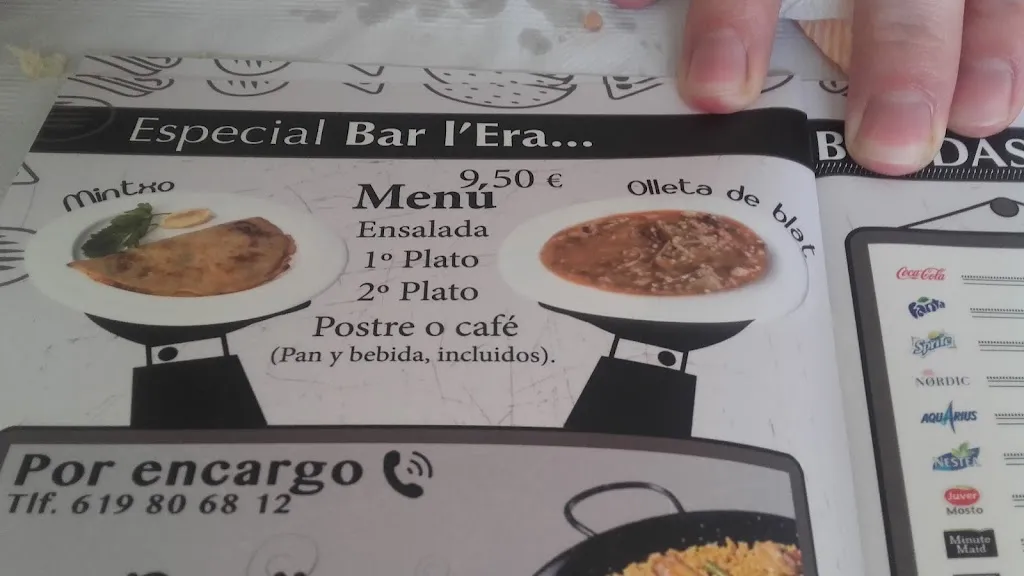 Especial Bar l'Era...
Mintxo
Menú 9,50 €
Olleta de blat
Ensalada
1º Plato
2º Plato
Postre o café
(Pan y bebida, incluidos).
Por encargo
Tlf. 619 80 68 12
Coca-Cola
Fanta
Sprite
NORDIC
AQUARIUS
NESTEA
Juver
Mosto
Minute
Maid